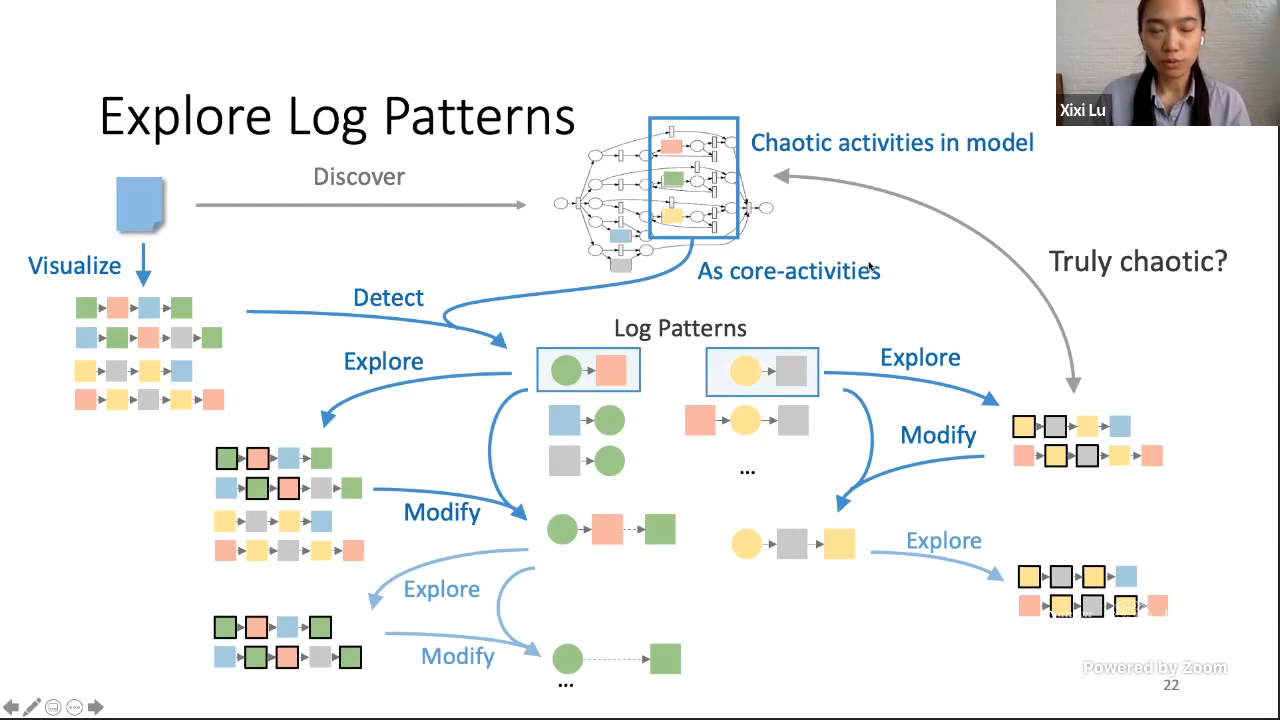 Xixi Lu
Explore Log Patterns
Chaotic activities in model
Discover
Truly chaotic?
Visualize
As core-activities
Detect
Log Patterns
Explore
Explore
Modify
...
Modify
Explore
Explore
Modify
...
Powered by Zoom
22